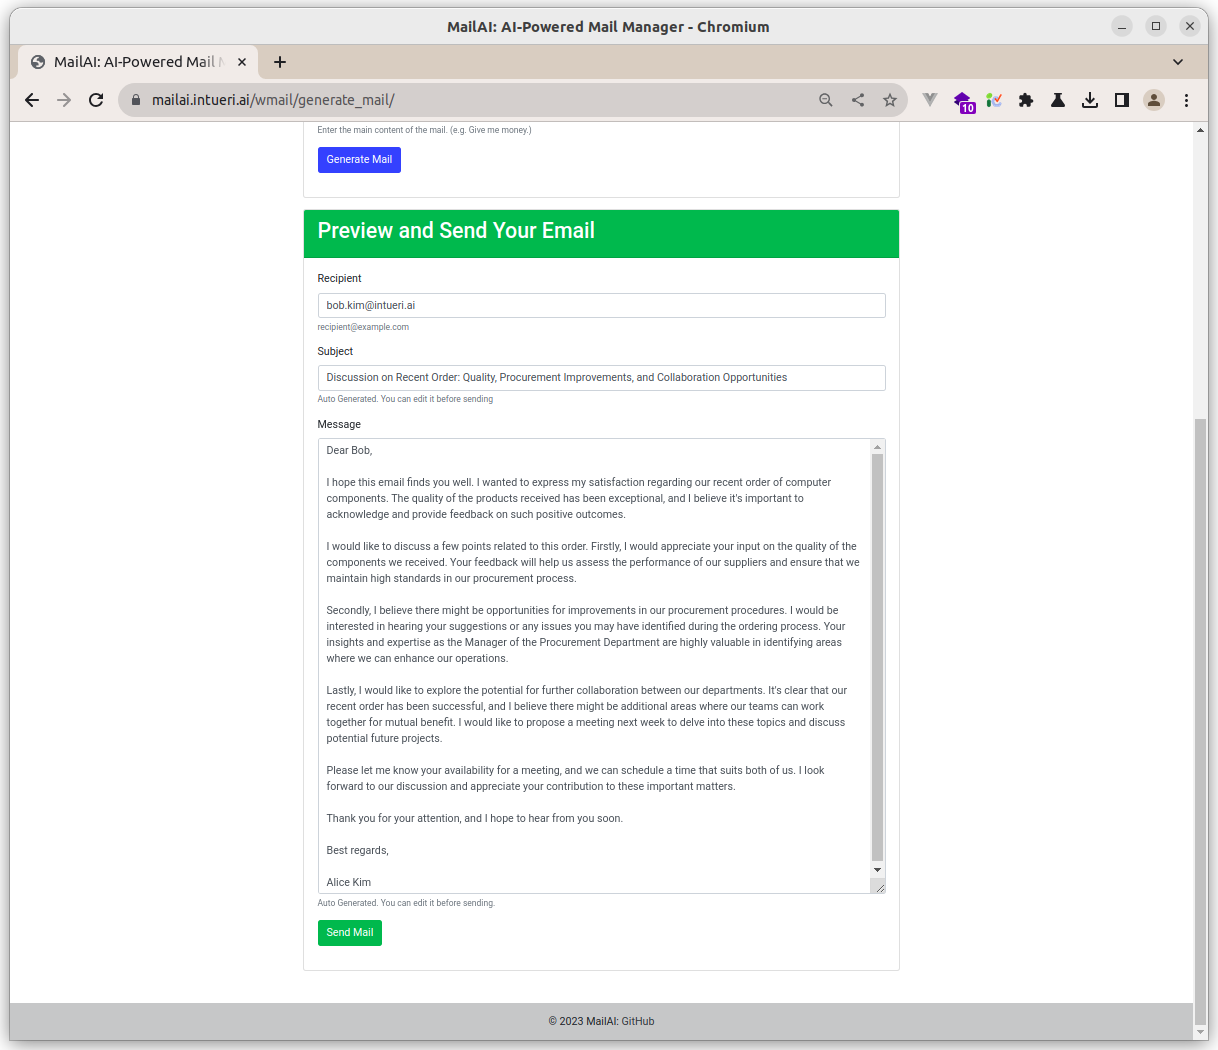 MailAI: AI-Powered Mail Manager - Chromium
MailAI: AI-Powered Mail
mailai.intueri.ai/wmail/generate_mail/
10
Enter the main content of the mail. (e.g. Give me money.)
Generate Mail
Preview and Send Your Email
Recipient
bob.kim@intueri.ai
recipient@example.com
Subject
Discussion on Recent Order: Quality, Procurement Improvements, and Collaboration Opportunities
Auto Generated. You can edit it before sending
Message
Dear Bob,
I hope this email finds you well. I wanted to express my satisfaction regarding our recent order of computer
components. The quality of the products received has been exceptional, and I believe it's important to
acknowledge and provide feedback on such positive outcomes.
I would like to discuss a few points related to this order. Firstly, I would appreciate your input on the quality of the
components we received. Your feedback will help us assess the performance of our suppliers and ensure that we
maintain high standards in our procurement process.
Secondly, I believe there might be opportunities for improvements in our procurement procedures. I would be
interested in hearing your suggestions or any issues you may have identified during the ordering process. Your
insights and expertise as the Manager of the Procurement Department are highly valuable in identifying areas
where we can enhance our operations.
Lastly, I would like to explore the potential for further collaboration between our departments. It's clear that our
recent order has been successful, and I believe there might be additional areas where our teams can work
together for mutual benefit. I would like to propose a meeting next week to delve into these topics and discuss
potential future projects.
Please let me know your availability for a meeting, and we can schedule a time that suits both of us. I look
forward to our discussion and appreciate your contribution to these important matters.
Thank you for your attention, and I hope to hear from you soon.
Best regards,
Alice Kim
Auto Generated. You can edit it before sending.
Send Mail
© 2023 MailAI: GitHub